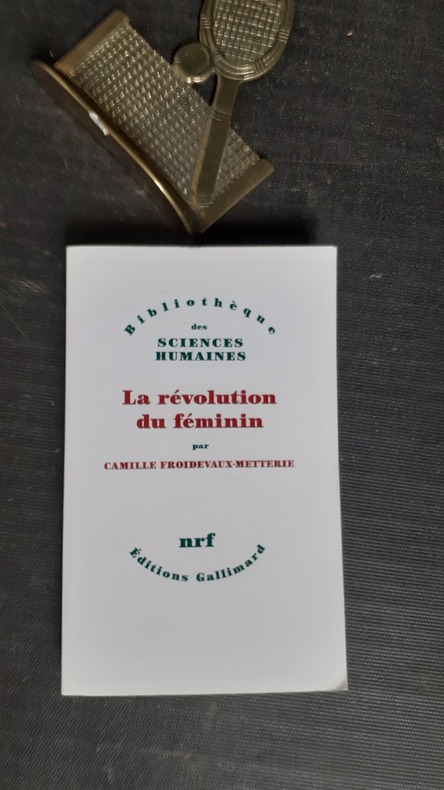 Bibliothèque
des
SCIENCES
HUMAINES
La révolution
du féminin
par
CAMILLE FROIDEVAUX-METTERIE
nrf
Éditions Gallimard